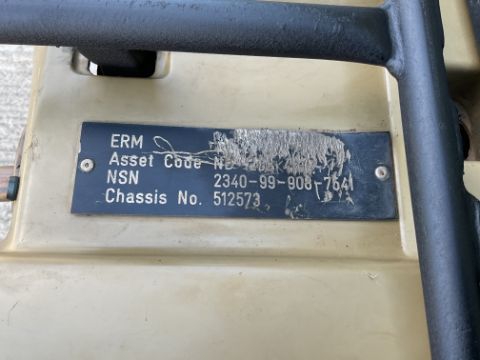 ERM
Asset Code
NSN 2340-99-908-7641
Chassis No. 512573